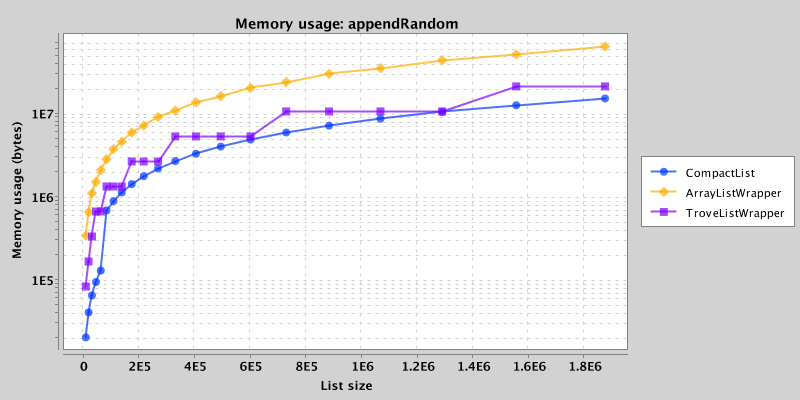 Memory usage: appendRandom
Memory usage (bytes)
1E7
1E6
1E5
0 2E5 4E5 6E5 8E5 1E6 1.2E6 1.4E6 1.6E6 1.8E6
List size
CompactList
ArrayListWrapper
TroveListWrapper